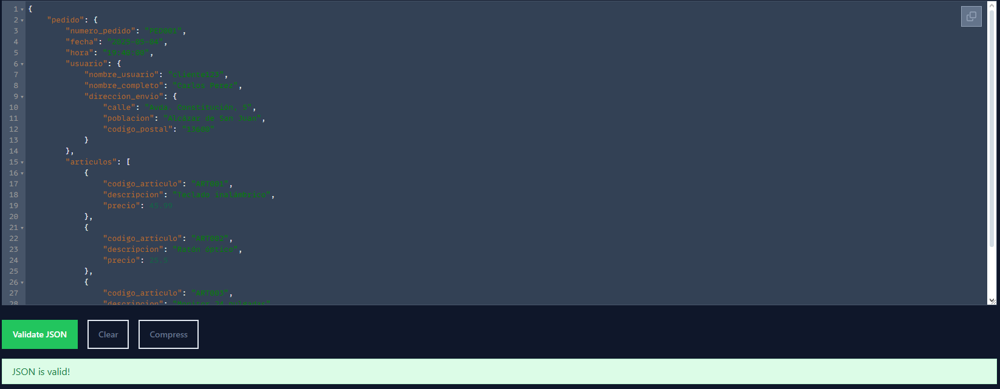 1 {
2 "pedido": {
3 "numero_pedido": "PED001",
4 "fecha": "2025-05-04",
5 "hora": "19:40:00",
6 "usuario": {
7 "nombre_usuario": "cliente123",
8 "nombre_completo": "Carlos Perez",
9 "direccion_envio": {
10 "calle": "Avda. Constitución, 5",
11 "poblacion": "Alcázar de San Juan",
12 "codigo_postal": "13600"
13 }
14 },
15 "articulos": [
16 {
17 "codigo_articulo": "ART001",
18 "descripcion": "Teclado inalámbrico",
19 "precio": 45.99
20 },
21 {
22 "codigo_articulo": "ART002",
23 "descripcion": "Ratón óptico",
24 "precio": 25.5
25 },
26 {
27 "codigo_articulo": "ART003",
28 "descripcion": "Monitor 24 pulgadas"
Validate JSON Clear Compress
JSON is valid!